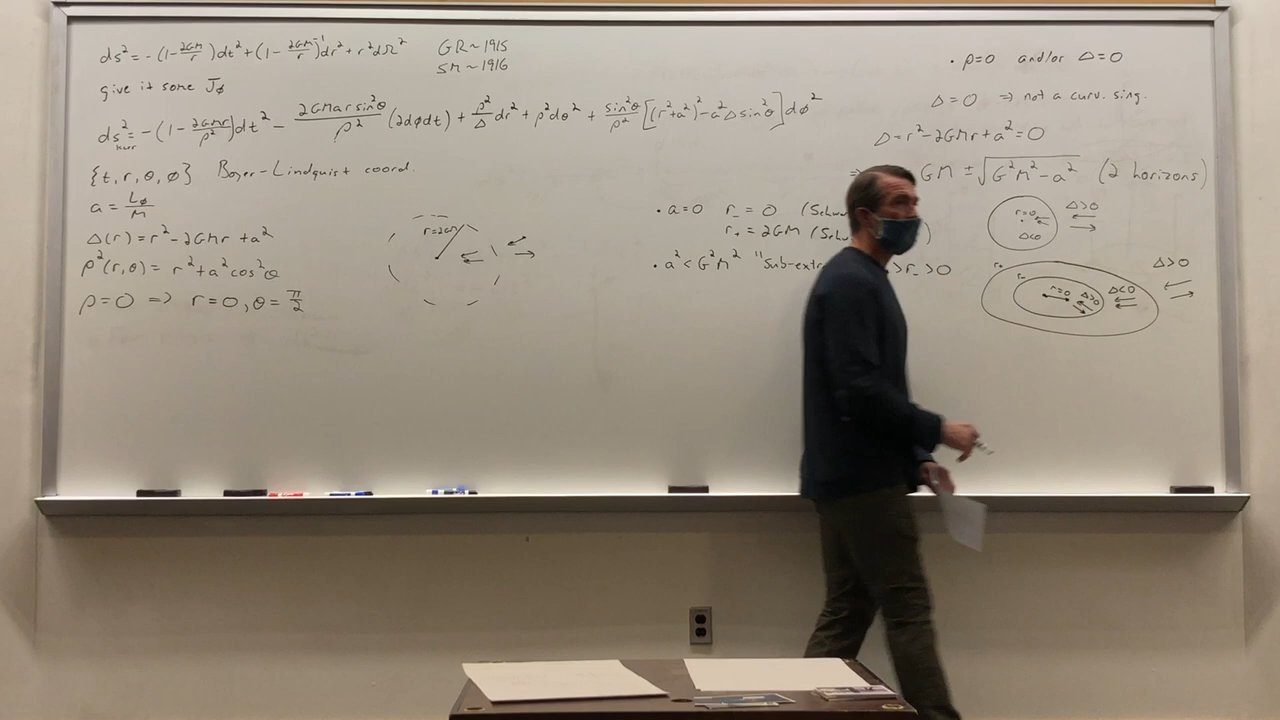 ds² = -(1-2GM/r)dt² + (1-2GM/r)⁻¹dr² + r²dΩ²
GR ~ 1915
SM ~ 1916
give it some J_φ
ds²_kerr = -(1-2GMr/ρ²)dt² - 2GMar sin²θ/ρ² (2dφdt) + ρ²/Δ dr² + ρ²dθ² + sin²θ/ρ² [(r²+a²)²-a²Δsin²θ]dφ²
{t,r,θ,φ} Boyer-Lindquist coord.
a = L_φ/M
Δ(r) = r²-2GMr+a²
ρ²(r,θ) = r²+a²cos²θ
ρ=0 => r=0, θ=π/2
r=2GM
• ρ=0 and/or Δ=0
Δ=0 => not a curv. sing.
Δ=r²-2GMr+a²=0
=> GM ± √G²M²-a² (2 horizons)
• a=0 r₋=0 (Schw
r₊=2GM (Schw )
• a²<G²M² "Sub-extr >r₋>0
r=0
Δ<0
Δ>0
r₊
r₋
r=0
Δ>0
Δ<0
Δ>0